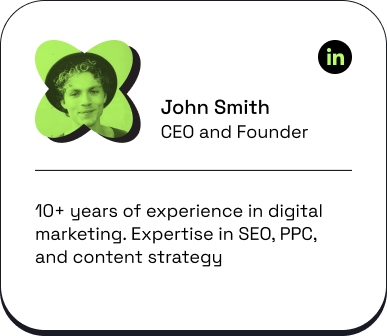 in
John Smith
CEO and Founder
10+ years of experience in digital
marketing. Expertise in SEO, PPC,
and content strategy